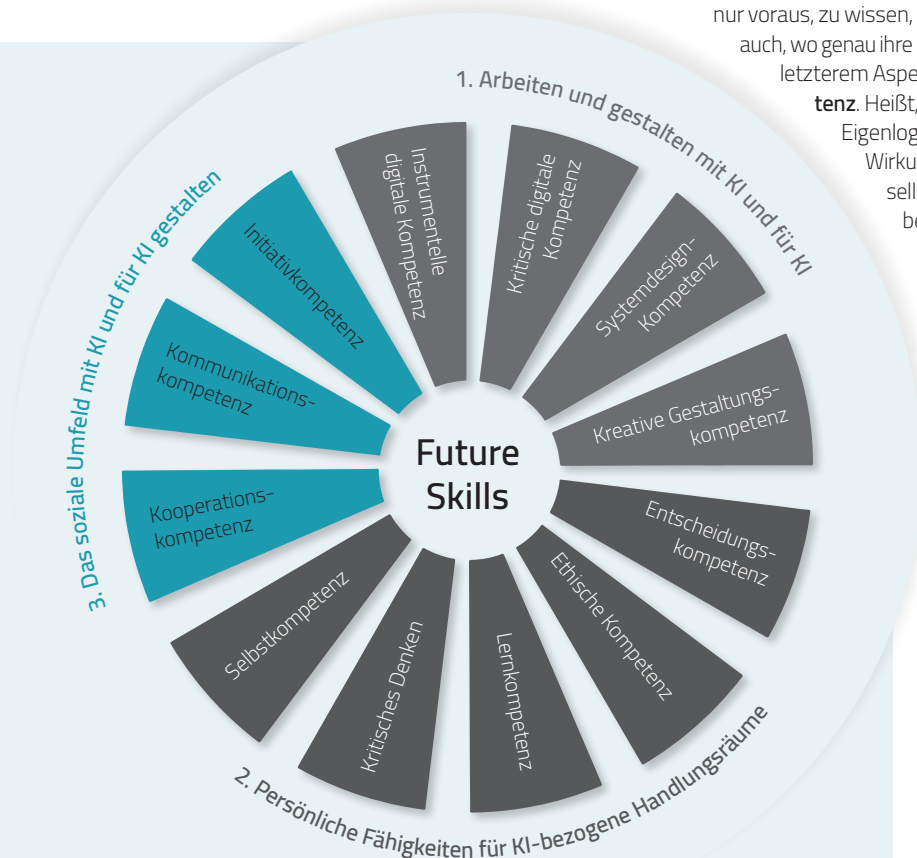 nur voraus, zu wissen,
auch, wo genau ihre
letzterem Aspe
tenz. Heißt,
Eigenlog
Wirku
sell
be
1. Arbeiten und gestalten mit KI und für KI
Instrumentelle
digitale Kompetenz
Kritische digitale
Kompetenz
Systemdesign-
Kompetenz
Kreative Gestaltungs-
kompetenz
Entscheidungs-
kompetenz
Ethische Kompetenz
Lernkompetenz
Kritisches Denken
Selbstkompetenz
2. Persönliche Fähigkeiten für KI-bezogene Handlungsräume
Kooperations-
kompetenz
Kommunikations-
kompetenz
Initiativkompetenz
3. Das soziale Umfeld mit KI und für KI gestalten
Future
Skills